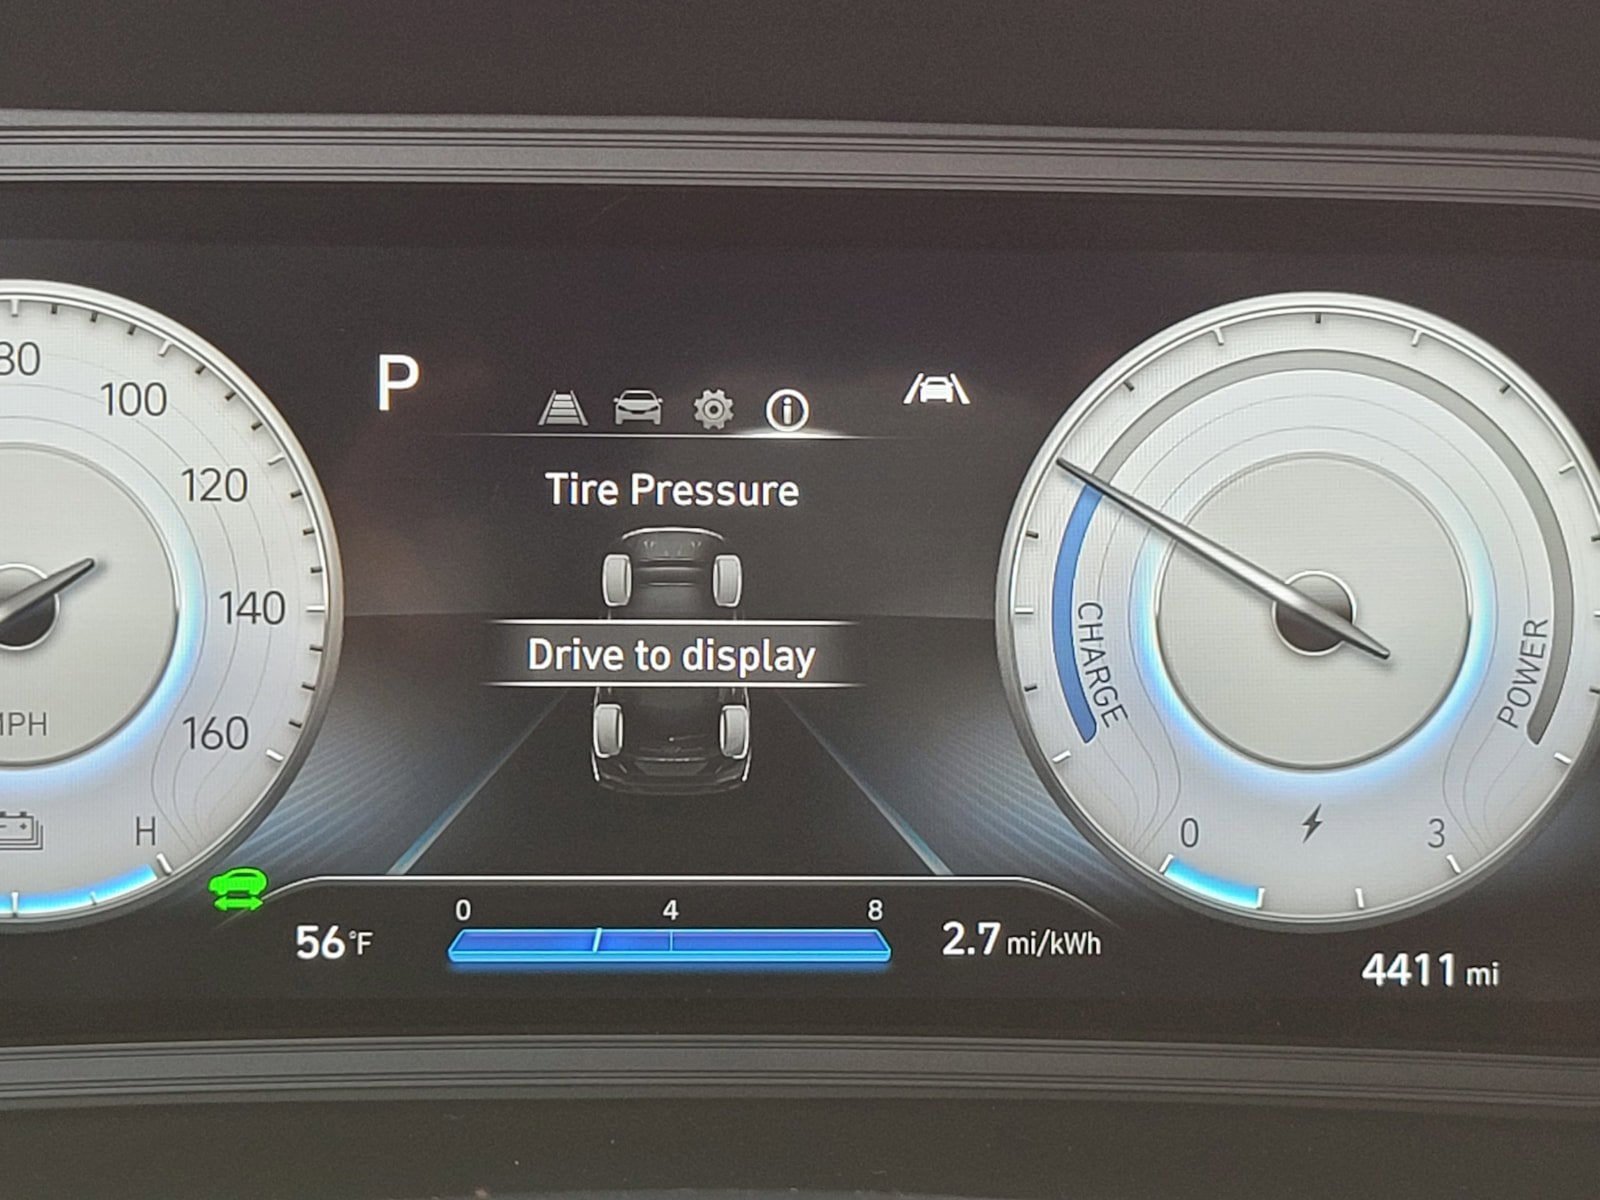 80
100
120
140
160
MPH
H
P
i
Tire Pressure
Drive to display
CHARGE
POWER
0
3
0 4 8
56°F
2.7 mi/kWh
4411 mi